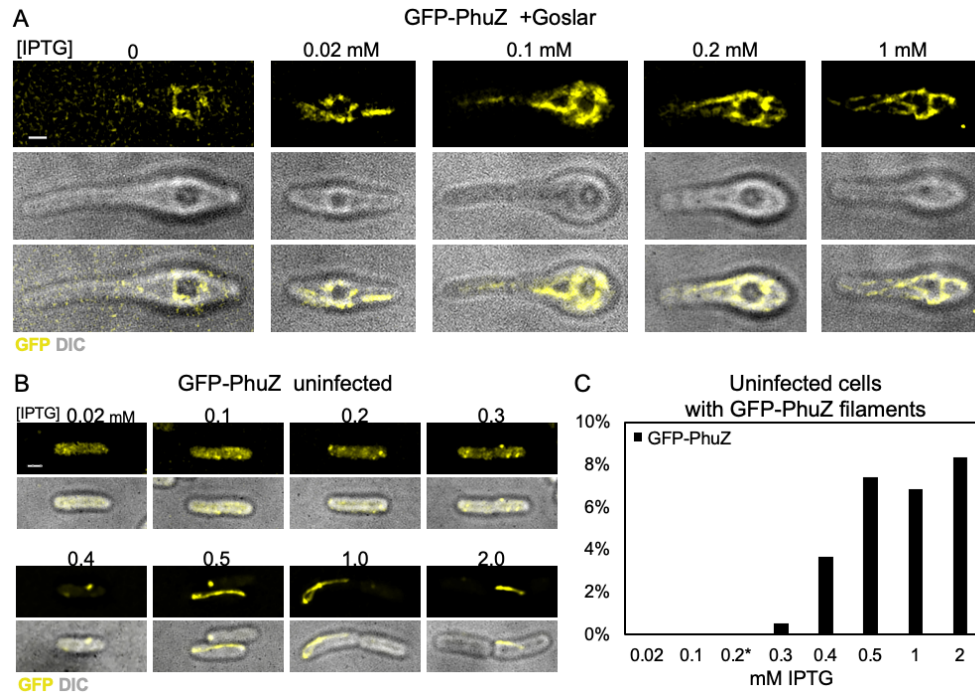 A
GFP-PhuZ +Goslar
[IPTG] 0 0.02 mM 0.1 mM 0.2 mM 1 mM
GFP DIC
B
GFP-PhuZ uninfected
[IPTG] 0.02 mM 0.1 0.2 0.3
0.4 0.5 1.0 2.0
GFP DIC
C
Uninfected cells
with GFP-PhuZ filaments
10%
GFP-PhuZ
8%
6%
4%
2%
0%
0.02 0.1 0.2* 0.3 0.4 0.5 1 2
mM IPTG